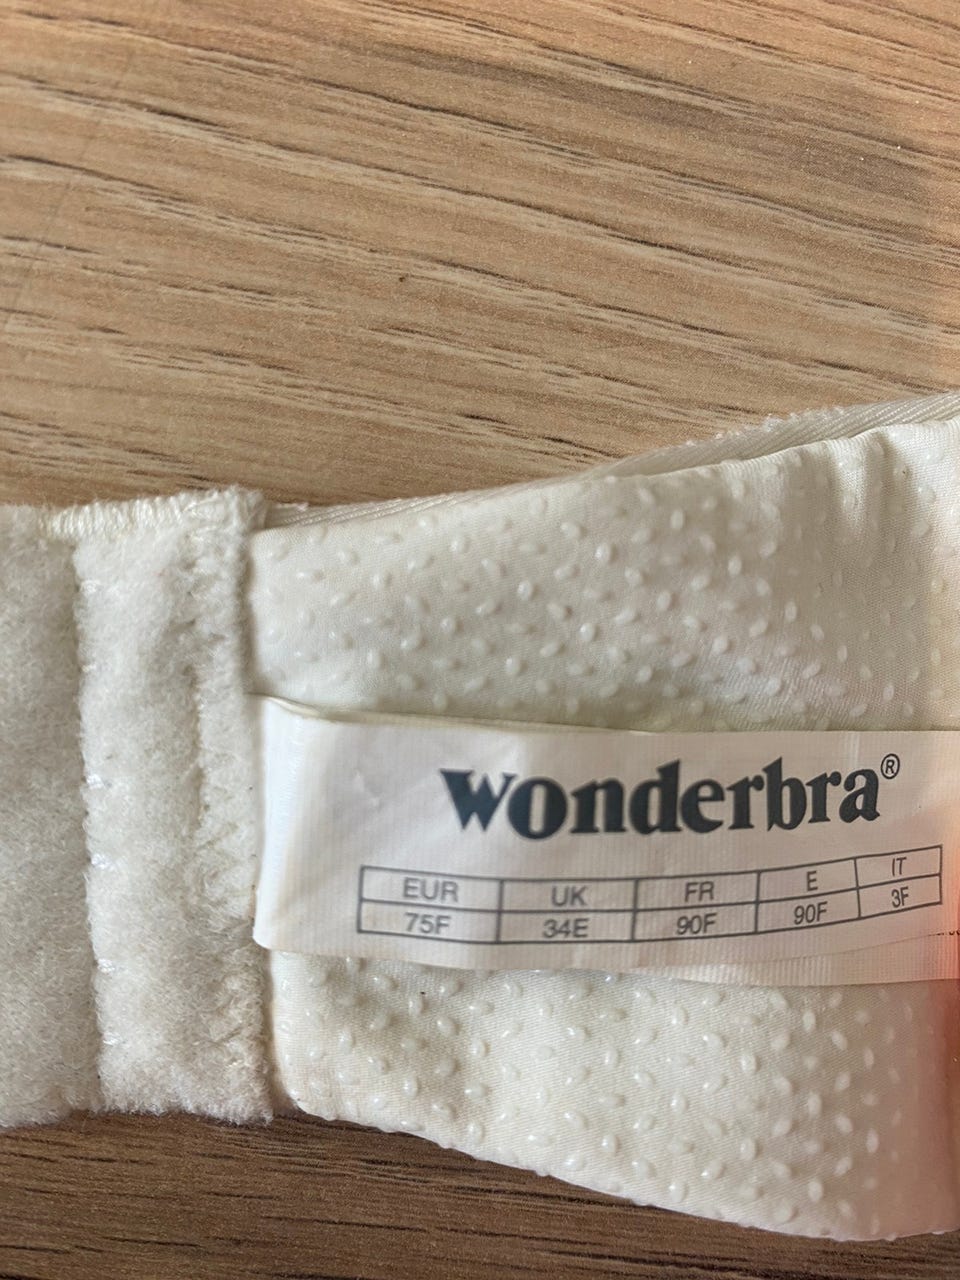 wonderbra®
EUR UK FR E IT
75F 34E 90F 90F 3F